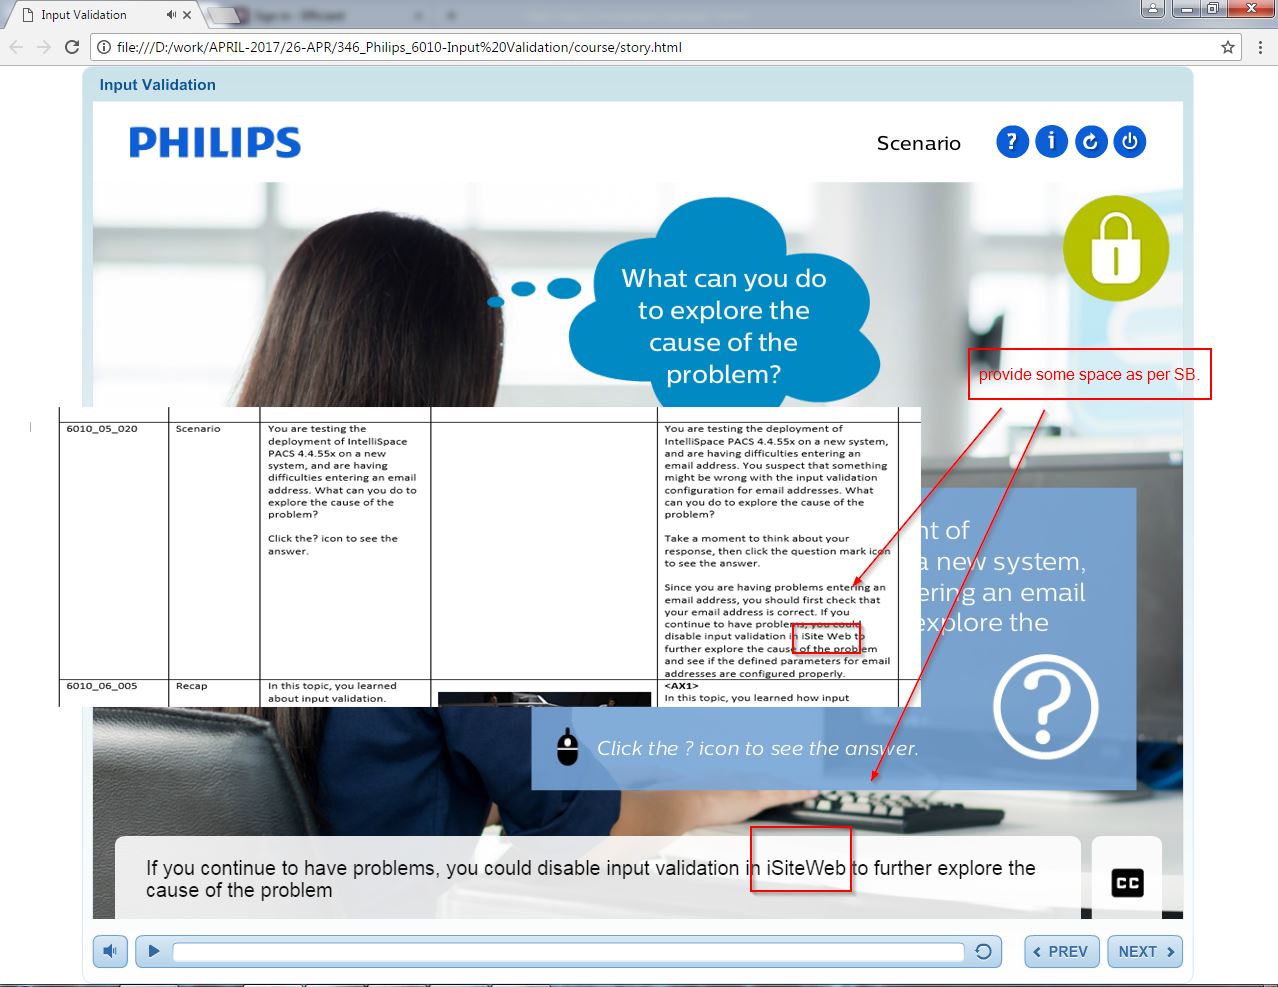 Input Validation
file:///D:/work/APRIL-2017/26-APR/346_Philips_6010-Input%20Validation/course/story.html
Input Validation
PHILIPS
Scenario
? i
What can you do
to explore the
cause of the
problem?
provide some space as per SB.
6010_05_020
Scenario
You are testing the
deployment of IntelliSpace
PACS 4.4.55x on a new
system, and are having
difficulties entering an email
address. What can you do to
explore the cause of the
problem?
Click the? icon to see the
answer.
You are testing the deployment of
IntelliSpace PACS 4.4.55x on a new system,
and are having difficulties entering an
email address. You suspect that something
might be wrong with the input validation
configuration for email addresses. What
can you do to explore the cause of the
problem?
Take a moment to think about your
response, then click the question mark icon
to see the answer.
Since you are having problems entering an
email address, you should first check that
your email address is correct. If you
continue to have problems, you could
disable input validation in iSite Web to
further explore the cause of the problem
and see if the defined parameters for email
addresses are configured properly.
6010_06_005
Recap
In this topic, you learned
about input validation.
<AX1>
In this topic, you learned how input
nt of
a new system,
ering an email
explore the
?
Click the ? icon to see the answer.
If you continue to have problems, you could disable input validation in iSiteWeb to further explore the
cause of the problem
CC
PREV
NEXT